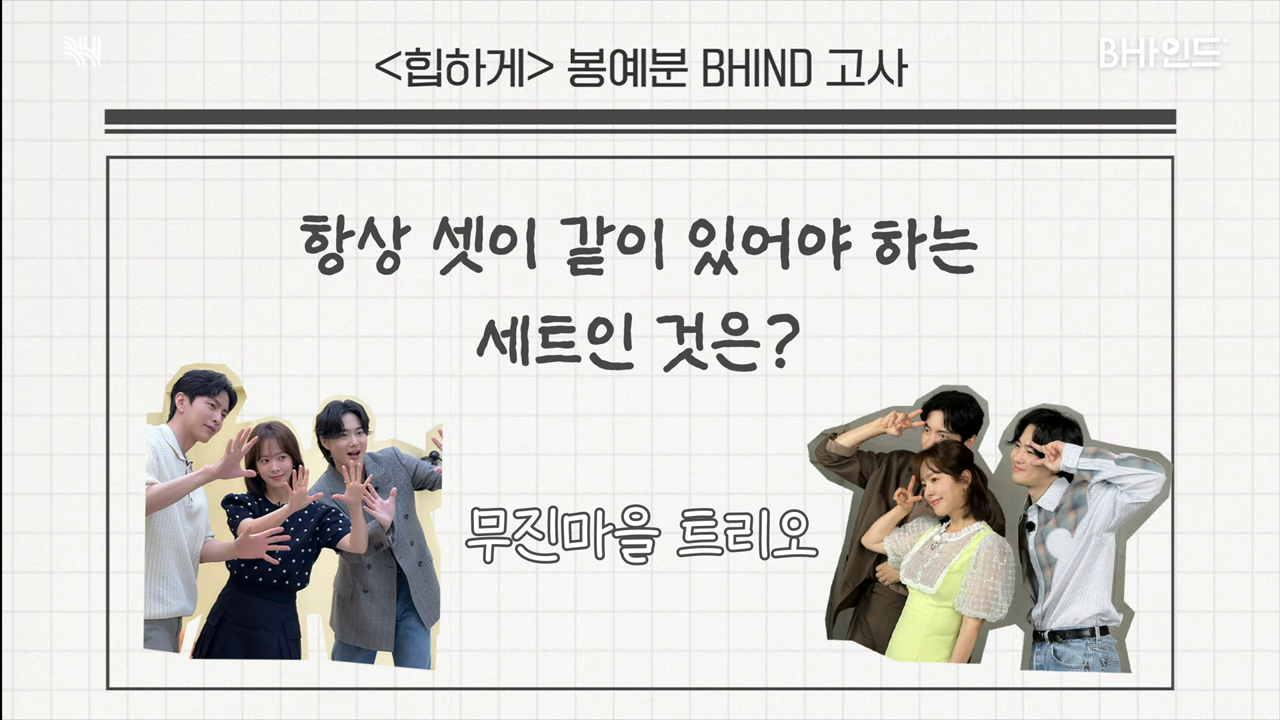 <힙하게> 봉예분 BHIND 고사
BH바인드
항상 셋이 같이 있어야 하는
세트인 것은?
무진마을 트리오